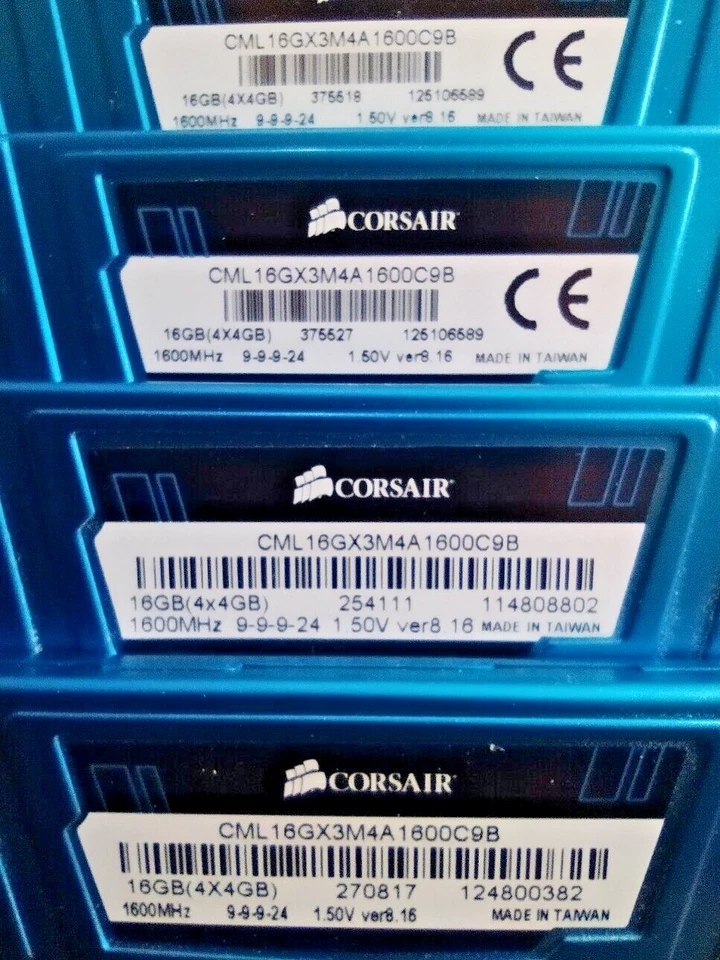 CML16GX3M4A1600C9B
CE
16GB(4X4GB) 375518 125106589
1600MHz 9-9-9-24 1.50V ver8.16 MADE IN TAIWAN
CORSAIR
CML16GX3M4A1600C9B
CE
16GB(4X4GB) 375527 125106589
1600MHz 9-9-9-24 1.50V ver8.16 MADE IN TAIWAN
CORSAIR
CML16GX3M4A1600C9B
16GB(4x4GB) 254111 114808802
1600MHz 9-9-9-24 1.50V ver8.16 MADE IN TAIWAN
CORSAIR
CML16GX3M4A1600C9B
16GB(4X4GB) 270817 124800382
1600MHz 9-9-9-24 1.50V ver8.16 MADE IN TAIWAN